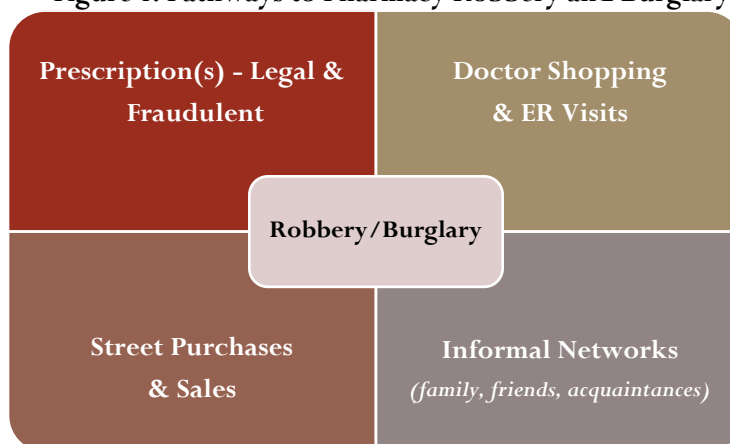 Prescription(s) - Legal &
Fraudulent
Doctor Shopping
& ER Visits
Robbery/Burglary
Street Purchases
& Sales
Informal Networks
(family, friends, acquaintances)